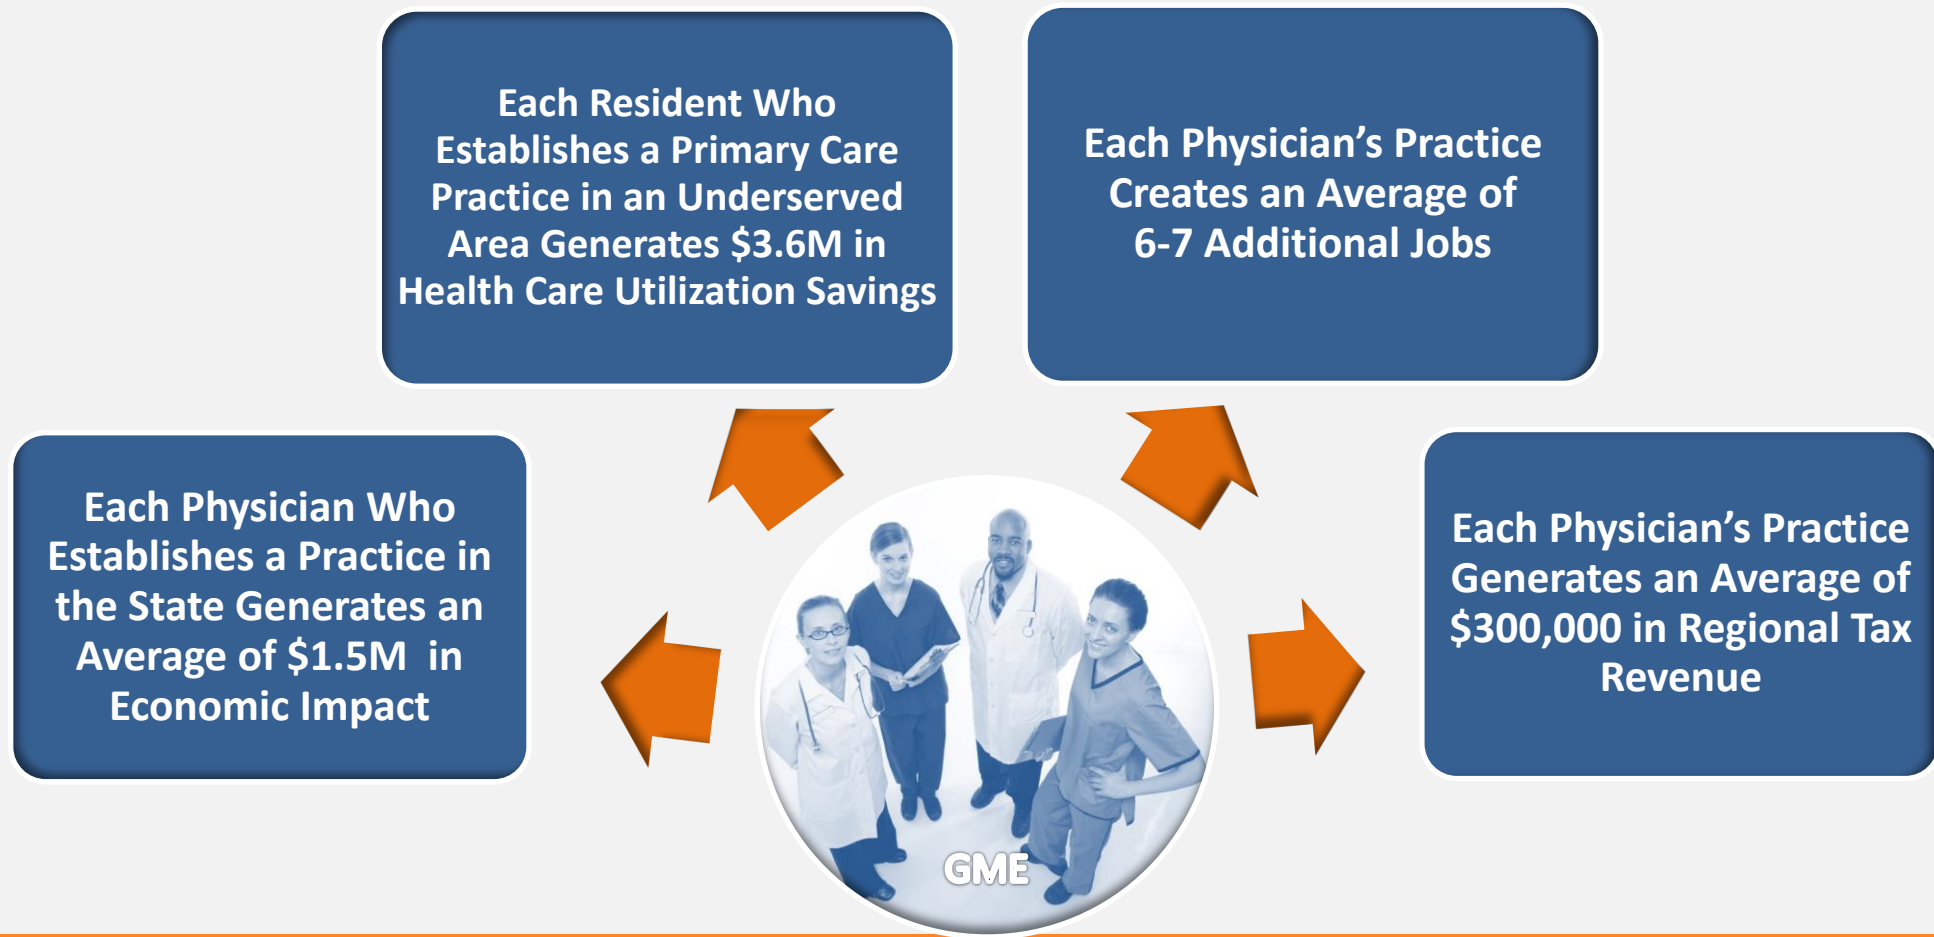 Each Resident Who
Establishes a Primary Care
Practice in an Underserved
Area Generates $3.6M in
Health Care Utilization Savings
Each Physician’s Practice
Creates an Average of
6-7 Additional Jobs
Each Physician Who
Establishes a Practice in
the State Generates an
Average of $1.5M  in
Economic Impact
Each Physician’s Practice
Generates an Average of
$300,000 in Regional Tax
Revenue
GME